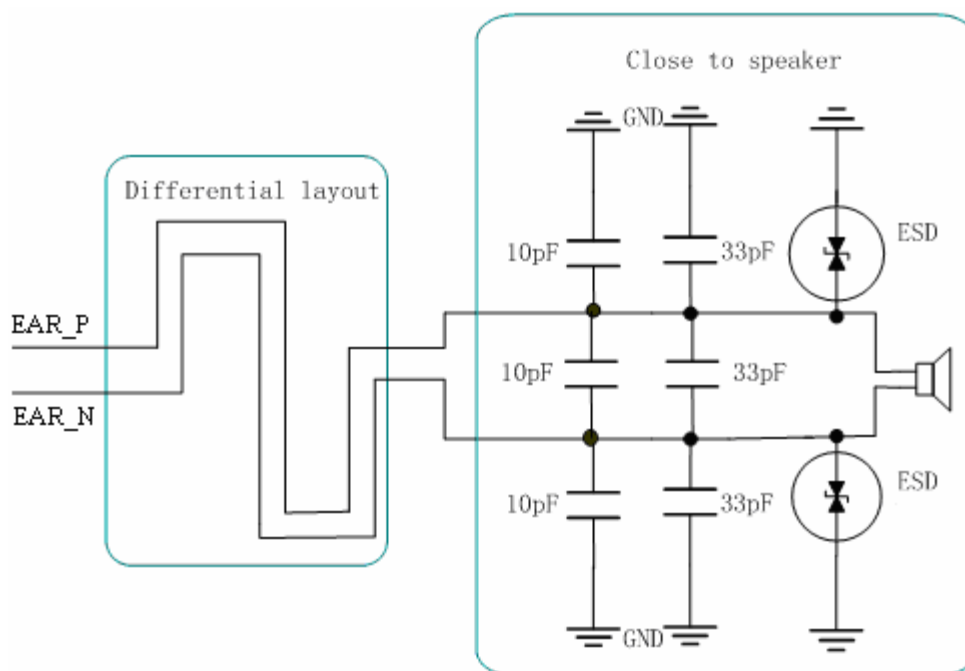 Close to speaker
GND
Differential layout
10pF
33pF
ESD
EAR_P
10pF
33pF
EAR_N
10pF
33pF
ESD
GND